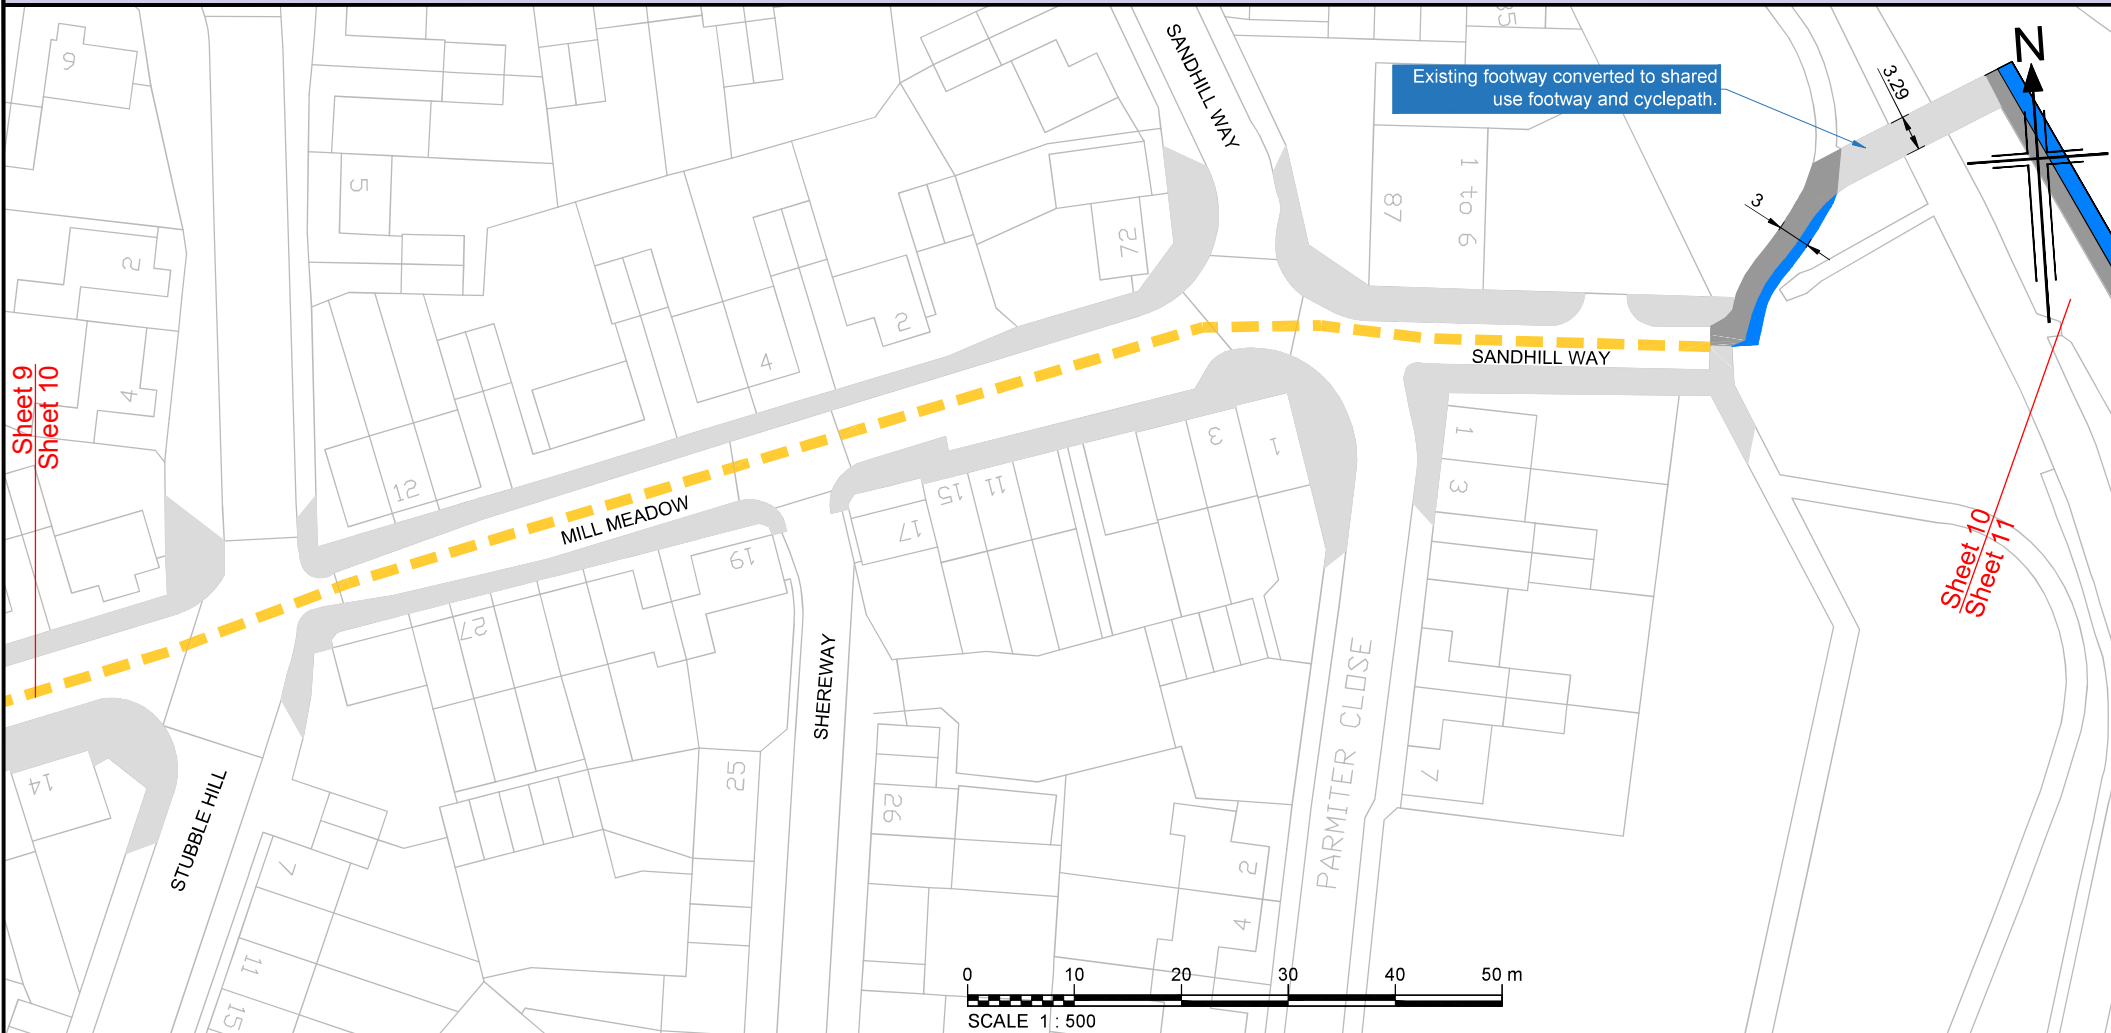 9
35
SANDHILL WAY
N
Existing footway converted to shared
use footway and cyclepath.
3.29
1 to 6
87
5
3
27
2
2
4
4
Sheet 9
Sheet 10
SANDHILL WAY
12
1
3
1
3
15
11
17
MILL MEADOW
19
27
Sheet 10
Sheet 11
SHEREWAY
PARMITER CLOSE
14
STUBBLE HILL
25
26
7
7
2
4
11
15
0 10 20 30 40 50 m
SCALE 1 : 500